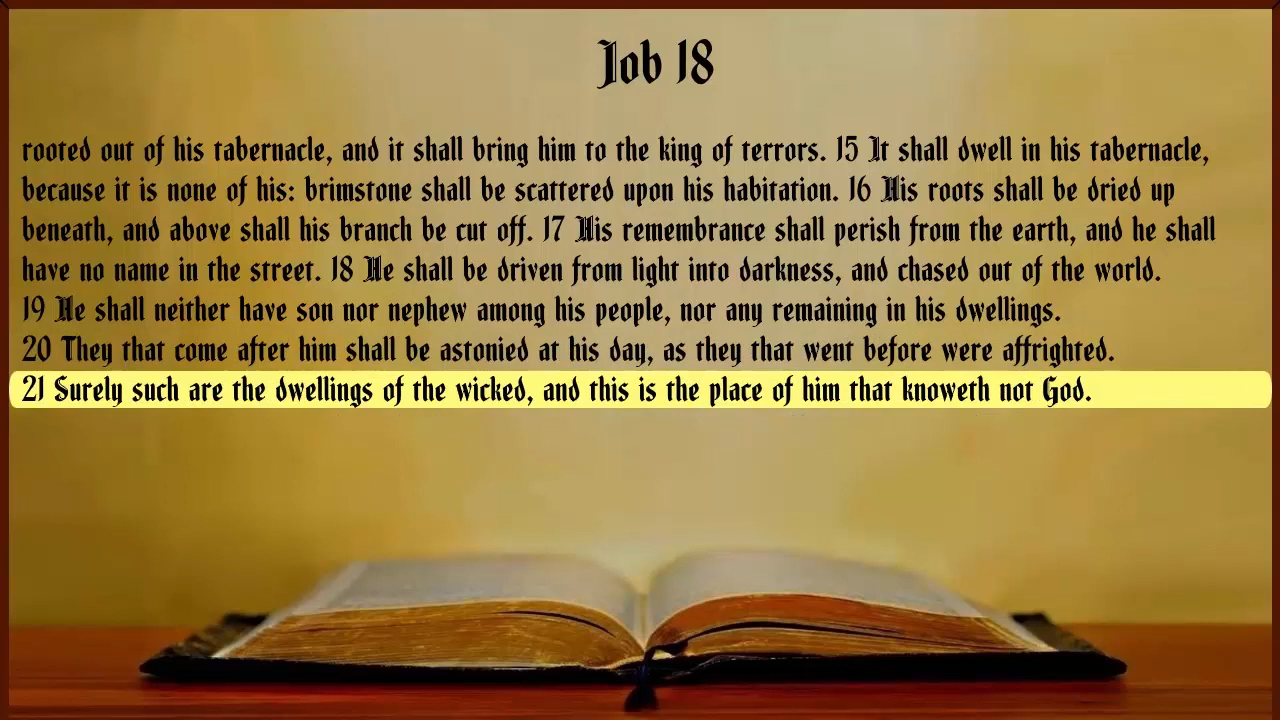 Job 18
rooted out of his tabernacle, and it shall bring him to the king of terrors. 15 It shall dwell in his tabernacle,
because it is none of his: brimstone shall be scattered upon his habitation. 16 His roots shall be dried up
beneath, and above shall his branch be cut off. 17 His remembrance shall perish from the earth, and he shall
have no name in the street. 18 He shall be driven from light into darkness, and chased out of the world.
19 He shall neither have son nor nephew among his people, nor any remaining in his dwellings.
20 They that come after him shall be astonied at his day, as they that went before were affrighted.
21 Surely such are the dwellings of the wicked, and this is the place of him that knoweth not God.